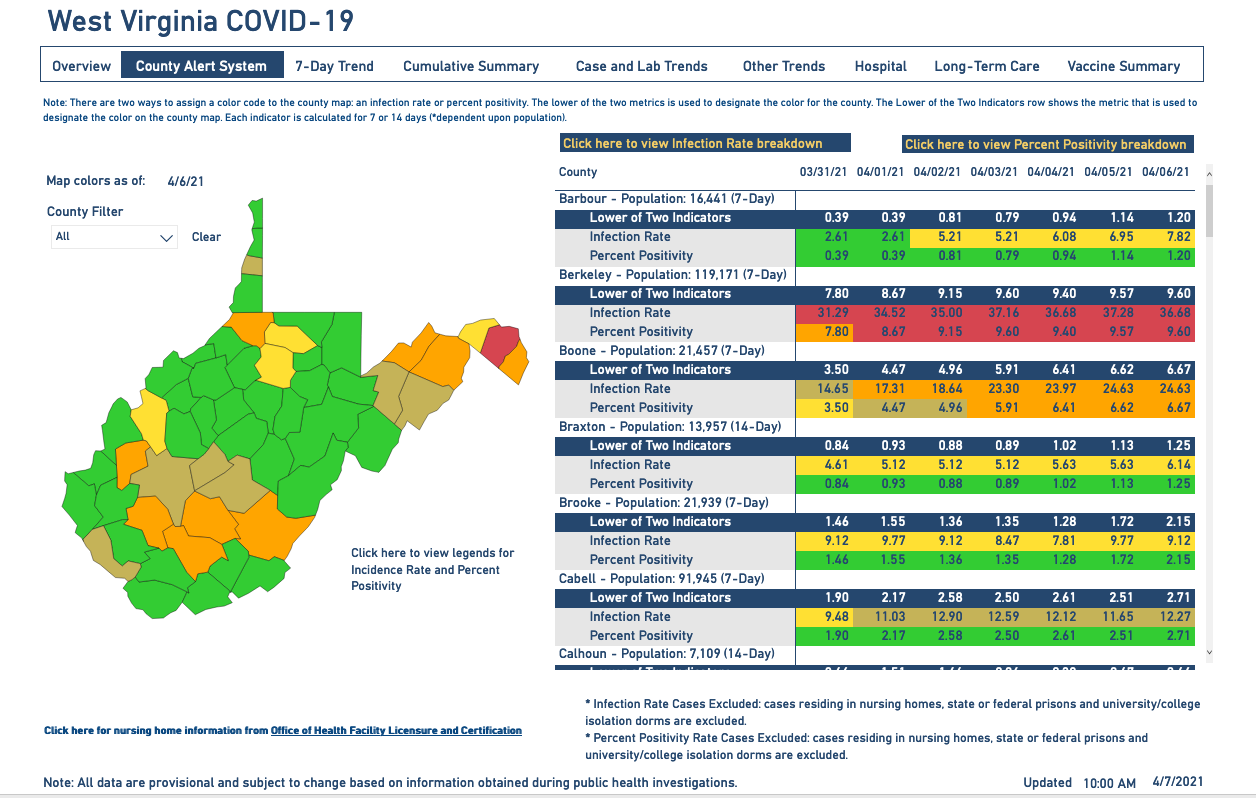 West Virginia COVID-19
Overview County Alert System 7-Day Trend Cumulative Summary Case and Lab Trends Other Trends Hospital Long-Term Care Vaccine Summary
Note: There are two ways to assign a color code to the county map: an infection rate or percent positivity. The lower of the two metrics is used to designate the color for the county. The Lower of the Two Indicators row shows the metric that is used to
designate the color on the county map. Each indicator is calculated for 7 or 14 days (*dependent upon population).
Click here to view Infection Rate breakdown Click here to view Percent Positivity breakdown
Map colors as of: 4/6/21
County Filter
All Clear
County 03/31/21 04/01/21 04/02/21 04/03/21 04/04/21 04/05/21 04/06/21
Barbour - Population: 16,441 (7-Day)
Lower of Two Indicators 0.39 0.39 0.81 0.79 0.94 1.14 1.20
Infection Rate 2.61 2.61 5.21 5.21 6.08 6.95 7.82
Percent Positivity 0.39 0.39 0.81 0.79 0.94 1.14 1.20
Berkeley - Population: 119,171 (7-Day)
Lower of Two Indicators 7.80 8.67 9.15 9.60 9.40 9.57 9.60
Infection Rate 31.29 34.52 35.00 37.16 36.68 37.28 36.68
Percent Positivity 7.80 8.67 9.15 9.60 9.40 9.57 9.60
Boone - Population: 21,457 (7-Day)
Lower of Two Indicators 3.50 4.47 4.96 5.91 6.41 6.62 6.67
Infection Rate 14.65 17.31 18.64 23.30 23.97 24.63 24.63
Percent Positivity 3.50 4.47 4.96 5.91 6.41 6.62 6.67
Braxton - Population: 13,957 (14-Day)
Lower of Two Indicators 0.84 0.93 0.88 0.89 1.02 1.13 1.25
Infection Rate 4.61 5.12 5.12 5.12 5.63 5.63 6.14
Percent Positivity 0.84 0.93 0.88 0.89 1.02 1.13 1.25
Brooke - Population: 21,939 (7-Day)
Lower of Two Indicators 1.46 1.55 1.36 1.35 1.28 1.72 2.15
Infection Rate 9.12 9.77 9.12 8.47 7.81 9.77 9.12
Percent Positivity 1.46 1.55 1.36 1.35 1.28 1.72 2.15
Cabell - Population: 91,945 (7-Day)
Lower of Two Indicators 1.90 2.17 2.58 2.50 2.61 2.51 2.71
Infection Rate 9.48 11.03 12.90 12.59 12.12 11.65 12.27
Percent Positivity 1.90 2.17 2.58 2.50 2.61 2.51 2.71
Calhoun - Population: 7,109 (14-Day)
Click here to view legends for
Incidence Rate and Percent
Positivity
* Infection Rate Cases Excluded: cases residing in nursing homes, state or federal prisons and university/college
isolation dorms are excluded.
* Percent Positivity Rate Cases Excluded: cases residing in nursing homes, state or federal prisons and
university/college isolation dorms are excluded.
Click here for nursing home information from Office of Health Facility Licensure and Certification
Note: All data are provisional and subject to change based on information obtained during public health investigations.
Updated 10:00 AM 4/7/2021